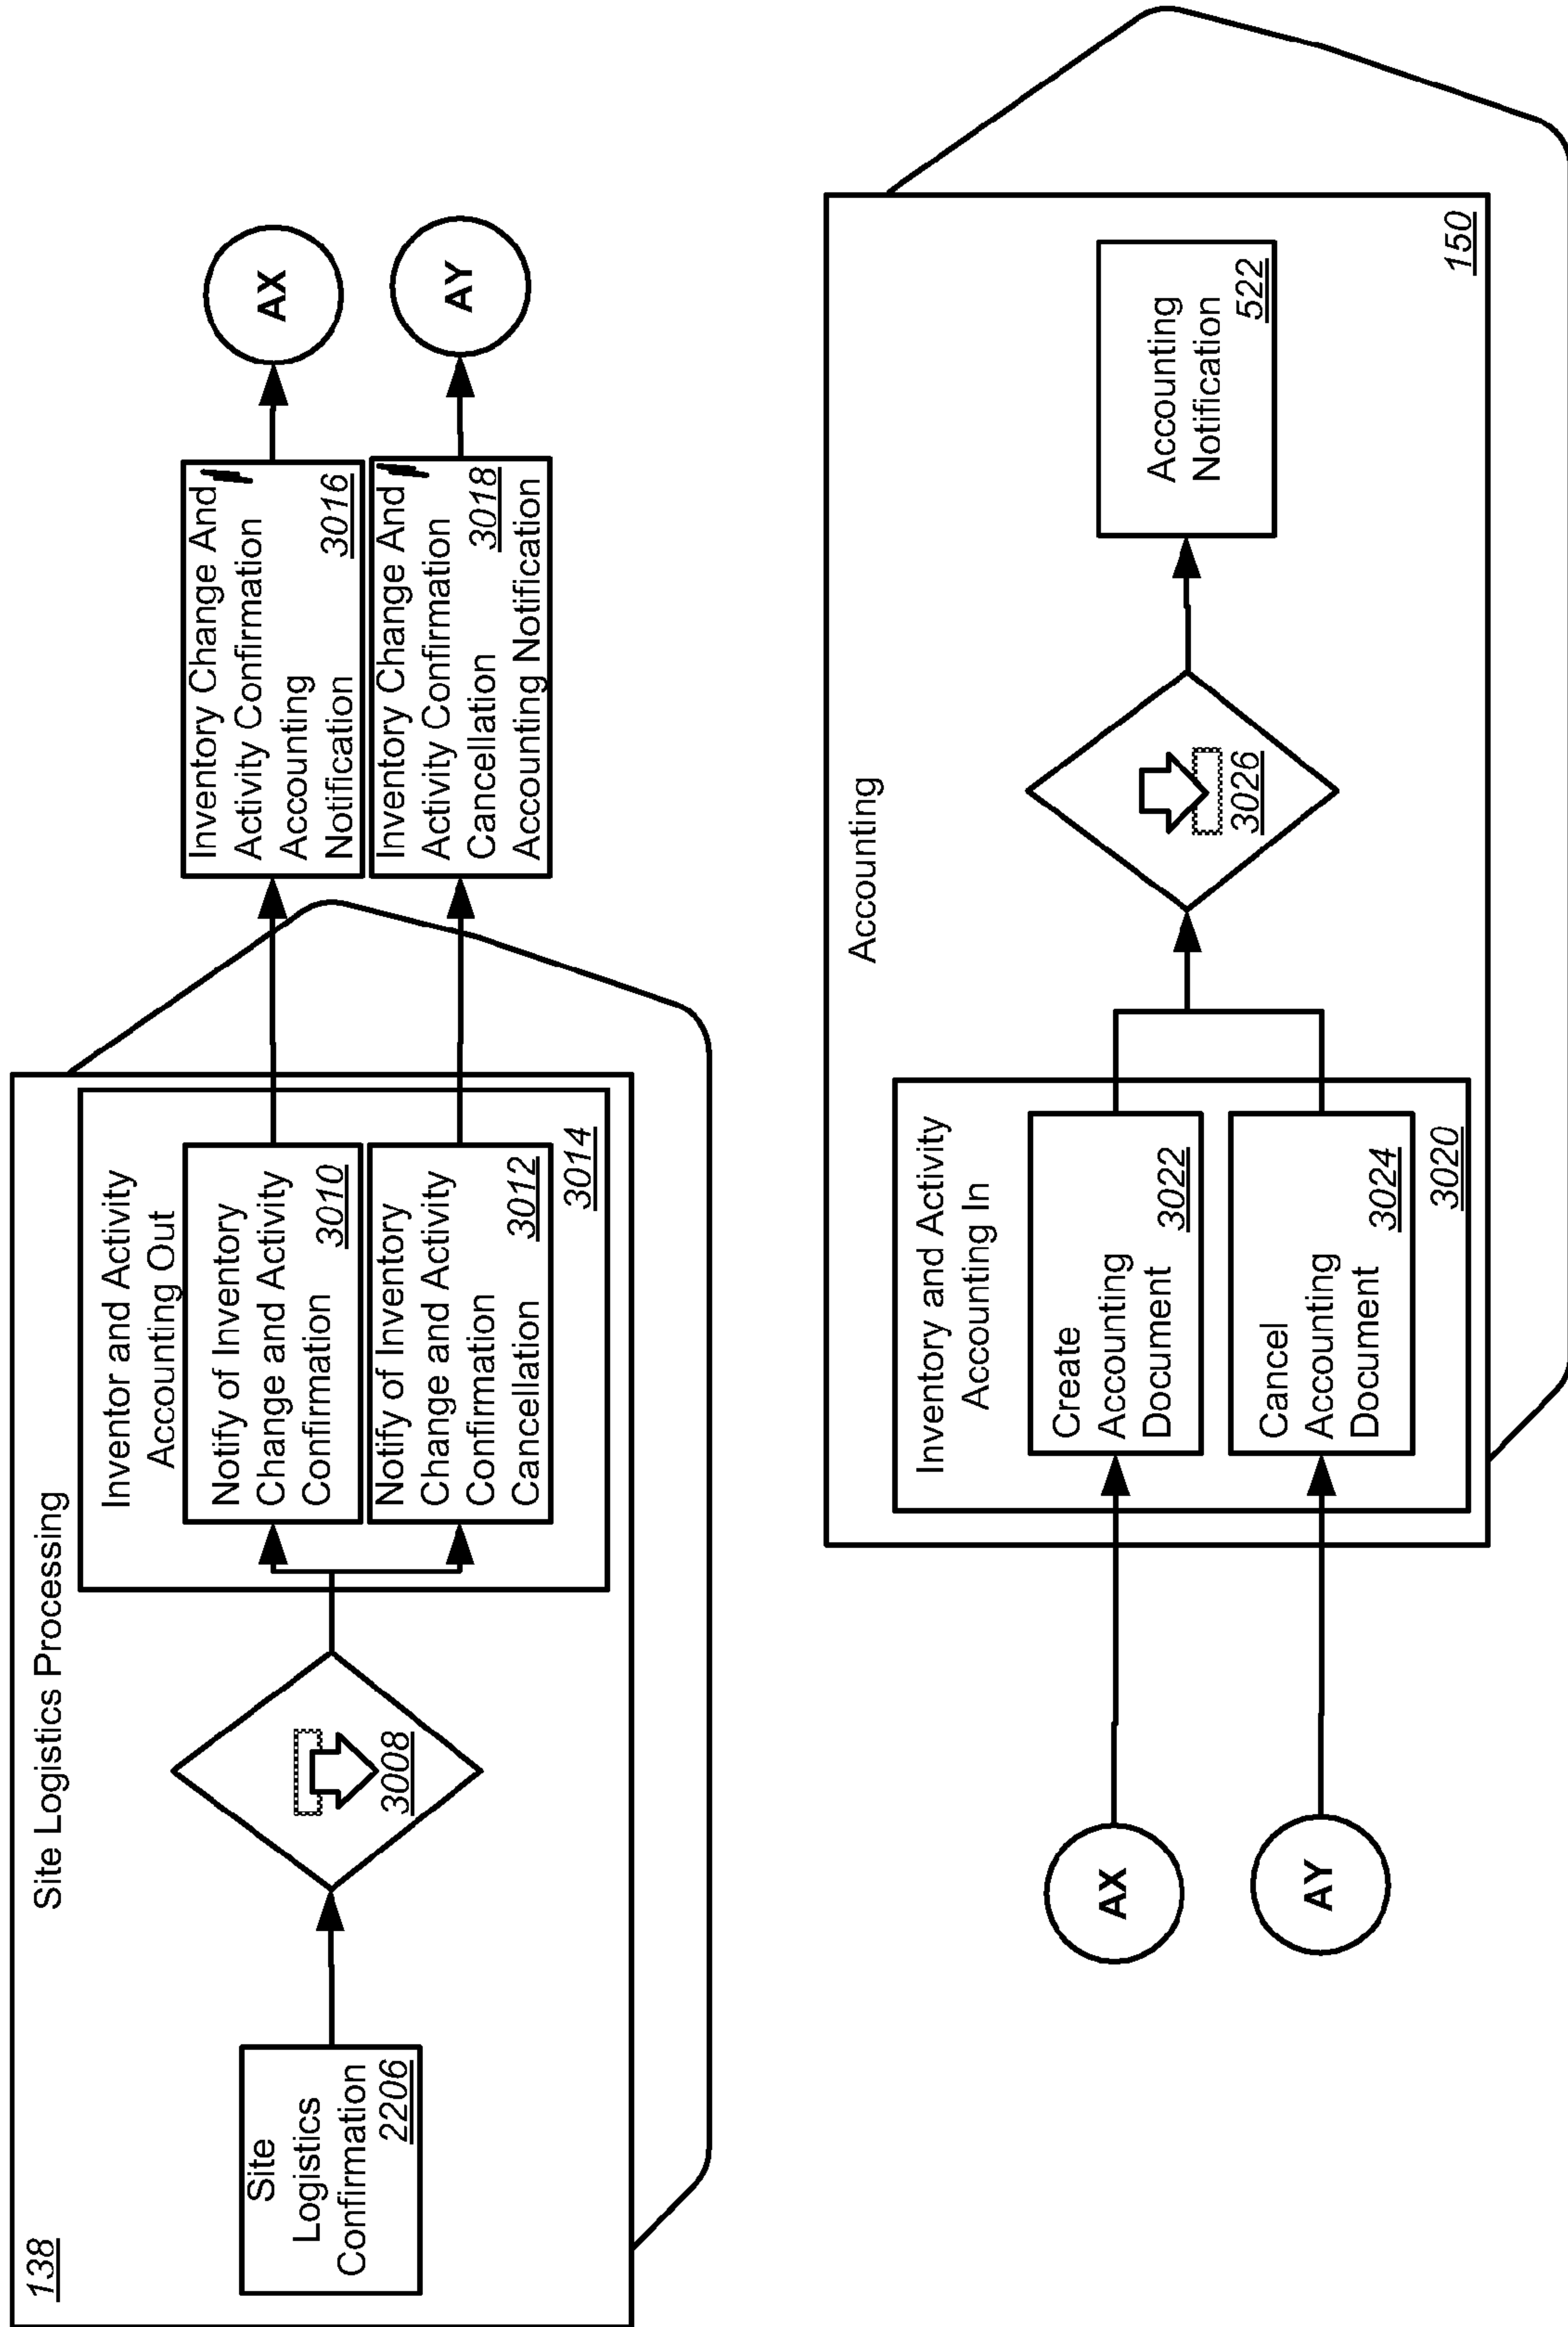 138
Site Logistics Processing
Site
Logistics
Confirmation
2206
3008
Inventor and Activity
Accounting Out
Notify of Inventory
Change and Activity
Confirmation
3010
Notify of Inventory
Change and Activity
Confirmation
Cancellation
3012
3014
Inventory Change And
Activity Confirmation
Accounting
Notification
3016
Inventory Change And
Activity Confirmation
Cancellation
Accounting Notification
3018
AX
AY
AX
AY
Accounting
Inventory and Activity
Accounting In
Create
Accounting
Document
3022
Cancel
Accounting
Document
3024
3020
3026
Accounting
Notification
522
150